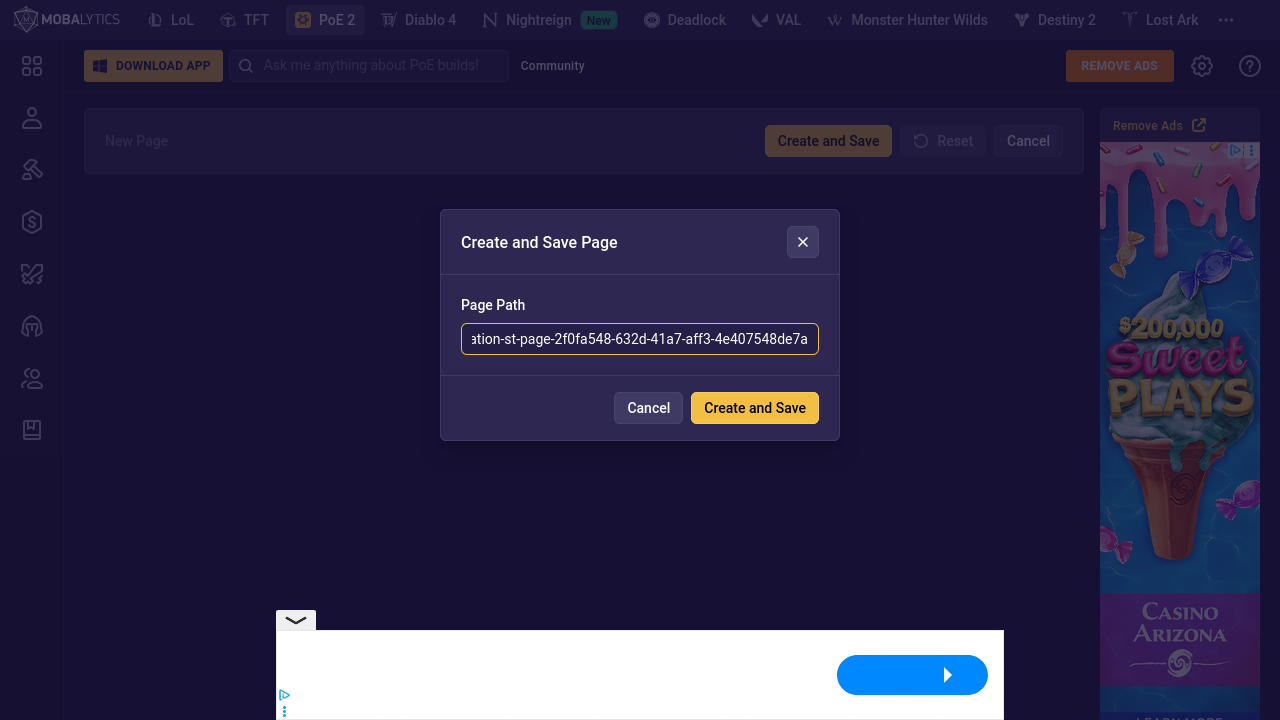 MOBALYTICS
LoL
TFT
PoE 2
Diablo 4
Nightreign New
Deadlock
VAL
Monster Hunter Wilds
Destiny 2
Lost Ark
DOWNLOAD APP
Ask me anything about PoE builds!
Community
REMOVE ADS
New Page
Create and Save
Reset
Cancel
Remove Ads
Create and Save Page
Page Path
ation-st-page-2f0fa548-632d-41a7-aff3-4e407548de7a
Cancel
Create and Save
$200,000
Sweet
PLAYS
CASINO
ARIZONA
LEARN MORE